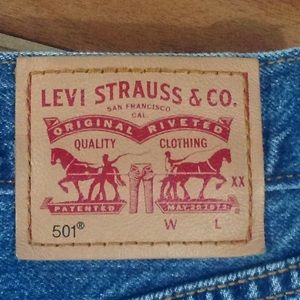 LEVI STRAUSS & CO.
SAN FRANCISCO
CAL.
ORIGINAL RIVETED
QUALITY CLOTHING
XX
PATENTED MAY 20 1873
501® W L